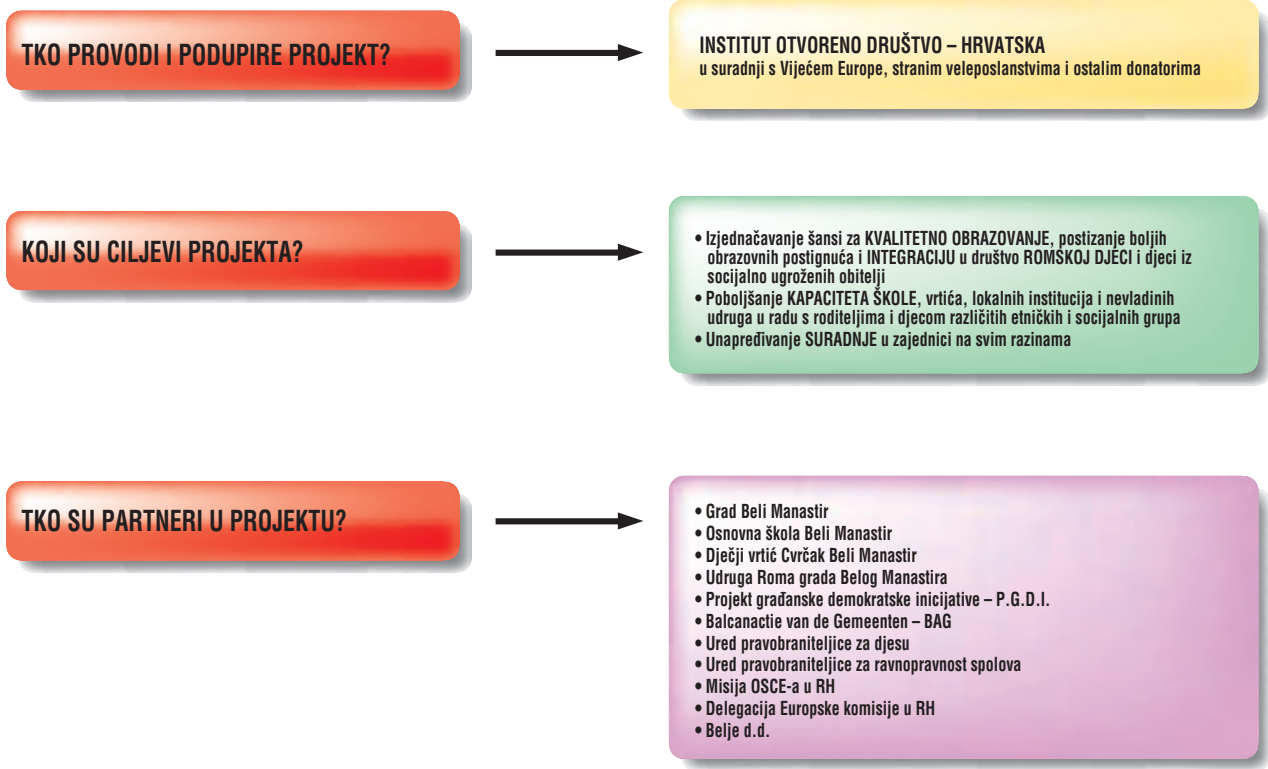 TKO PROVODI I PODUPIRE PROJEKT?
INSTITUT OTVORENO DRUŠTVO – HRVATSKA
u suradnji s Vijećem Europe, stranim veleposlanstvima i ostalim donatorima
KOJI SU CILJEVI PROJEKTA?
• Izjednačavanje šansi za KVALITETNO OBRAZOVANJE, postizanje boljih
obrazovnih postignuća i INTEGRACIJU u društvo ROMSKOJ DJECI i djeci iz
socijalno ugroženih obitelji
• Poboljšanje KAPACITETA ŠKOLE, vrtića, lokalnih institucija i nevladinih
udruga u radu s roditeljima i djecom različitih etničkih i socijalnih grupa
• Unapređivanje SURADNJE u zajednici na svim razinama
TKO SU PARTNERI U PROJEKTU?
• Grad Beli Manastir
• Osnovna škola Beli Manastir
• Dječji vrtić Cvrčak Beli Manastir
• Udruga Roma grada Belog Manastira
• Projekt građanske demokratske inicijative – P.G.D.I.
• Balcanactie van de Gemeenten – BAG
• Ured pravobraniteljice za djesu
• Ured pravobraniteljice za ravnopravnost spolova
• Misija OSCE-a u RH
• Delegacija Europske komisije u RH
• Belje d.d.